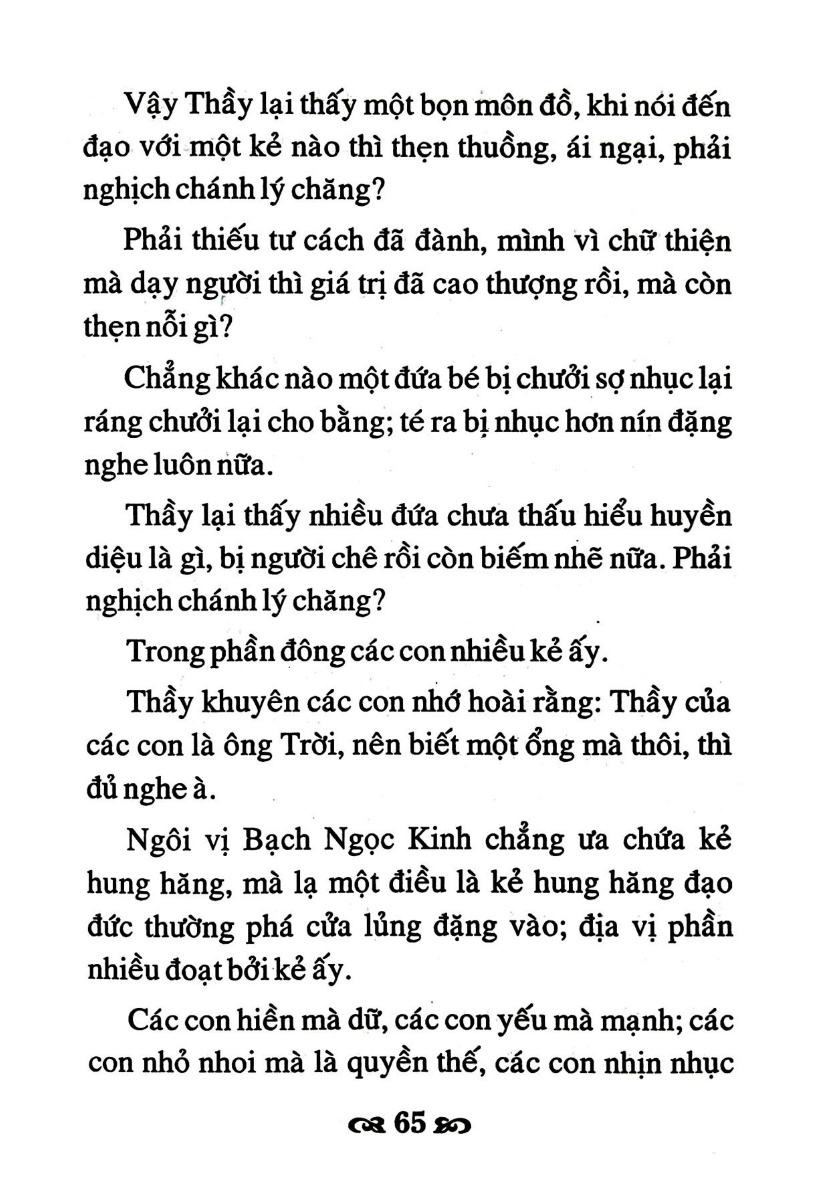 Vậy Thầy lại thấy một bọn môn đồ, khi nói đến
đạo với một kẻ nào thì thẹn thuồng, ái ngại, phải
nghịch chánh lý chăng?
Phải thiếu tư cách đã đành, mình vì chữ thiện
mà dạy người thì giá trị đã cao thượng rồi, mà còn
thẹn nỗi gì?
Chẳng khác nào một đứa bé bị chưởi sợ nhục lại
ráng chưởi lại cho bằng; té ra bị nhục hơn nín đặng
nghe luôn nữa.
Thầy lại thấy nhiều đứa chưa thấu hiểu huyền
diệu là gì, bị người chê rồi còn biếm nhẽ nữa. Phải
nghịch chánh lý chăng?
Trong phần đông các con nhiều kẻ ấy.
Thầy khuyên các con nhớ hoài rằng: Thầy của
các con là ông Trời, nên biết một ổng mà thôi, thì
đủ nghe à.
Ngôi vị Bạch Ngọc Kinh chẳng ưa chứa kẻ
hung hăng, mà lạ một điều là kẻ hung hăng đạo
đức thường phá cửa lủng đặng vào; địa vị phần
nhiều đoạt bởi kẻ ấy.
Các con hiền mà dữ, các con yếu mà mạnh; các
con nhỏ nhoi mà là quyền thế, các con nhịn nhục
65